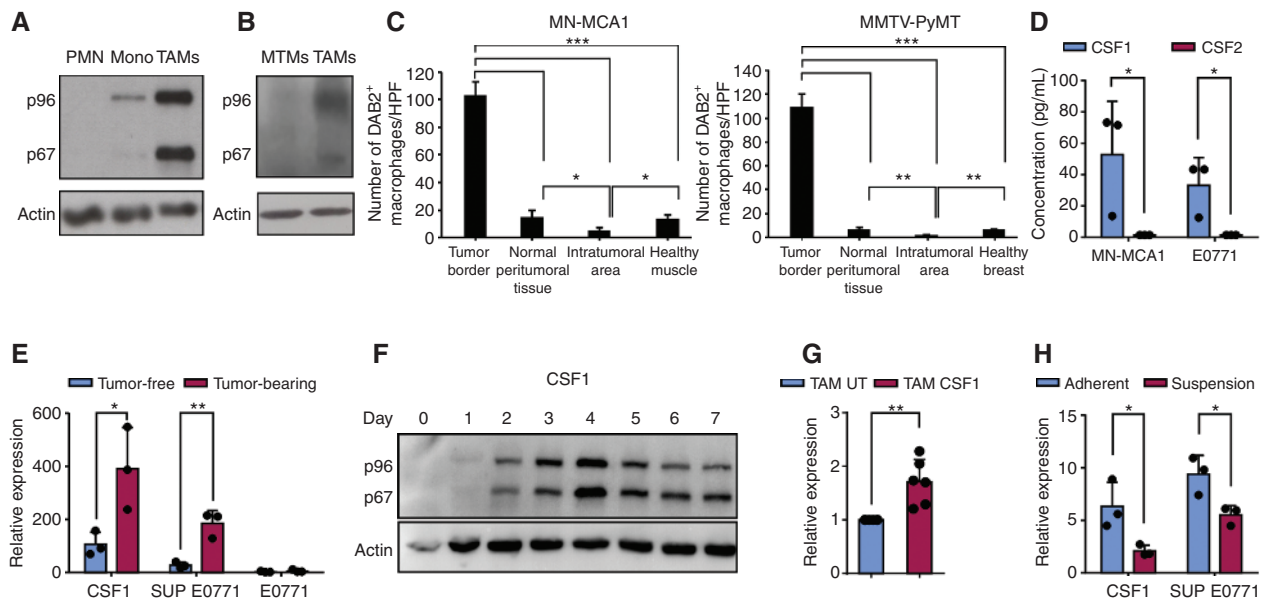 A
PMN Mono TAMs
p96
p67
Actin
B
MTMs TAMs
p96
p67
Actin
C
MN-MCA1
Number of DAB2+
macrophages/HPF
120
100
80
60
40
20
0
***
*
*
Tumor border
Normal peritumoral tissue
Intratumoral area
Healthy muscle
MMTV-PyMT
Number of DAB2+
macrophages/HPF
140
120
100
80
60
40
20
0
***
**
**
Tumor border
Normal peritumoral tissue
Intratumoral area
Healthy breast
D
CSF1 CSF2
Concentration (pg/mL)
100
80
60
40
20
0
*
*
MN-MCA1 E0771
E
Tumor-free Tumor-bearing
Relative expression
600
400
200
0
*
**
CSF1 SUP E0771 E0771
F
CSF1
Day 0 1 2 3 4 5 6 7
p96
p67
Actin
G
TAM UT TAM CSF1
Relative expression
3
2
1
0
**
H
Adherent Suspension
Relative expression
15
10
5
0
*
*
CSF1 SUP E0771